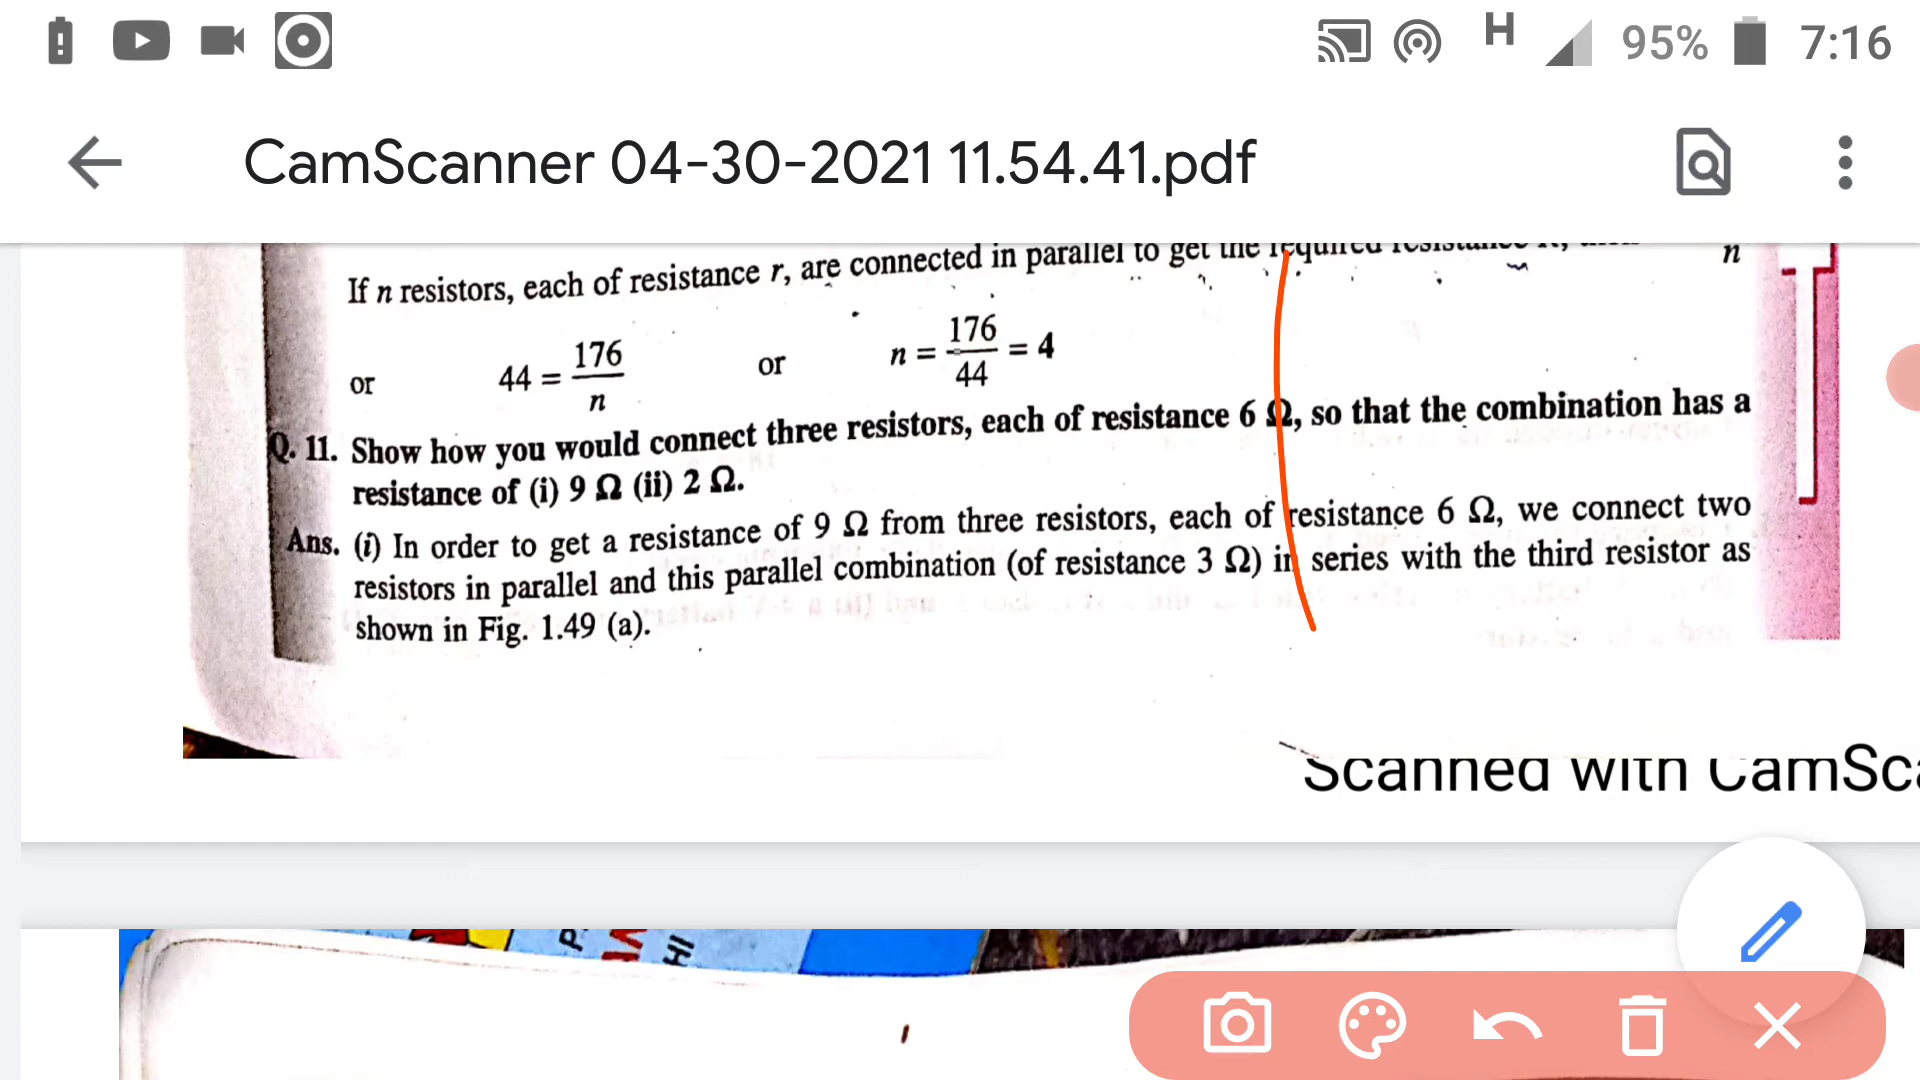 H 95% 7:16
CamScanner 04-30-2021 11.54.41.pdf
If n resistors, each of resistance r, are connected in parallel to get the required resistance
n
or 44 = 176/n or n = 176/44 = 4
Q. 11. Show how you would connect three resistors, each of resistance 6 Ω, so that the combination has a
resistance of (i) 9 Ω (ii) 2 Ω.
Ans. (i) In order to get a resistance of 9 Ω from three resistors, each of resistance 6 Ω, we connect two
resistors in parallel and this parallel combination (of resistance 3 Ω) in series with the third resistor as
shown in Fig. 1.49 (a).
Scanned with CamSca